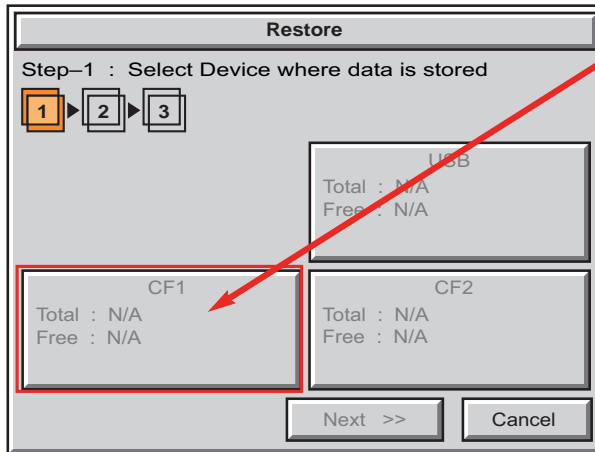 Restore
Step–1 : Select Device where data is stored
1 2 3
USB
Total : N/A
Free : N/A
CF1
Total : N/A
Free : N/A
CF2
Total : N/A
Free : N/A
Next >> Cancel